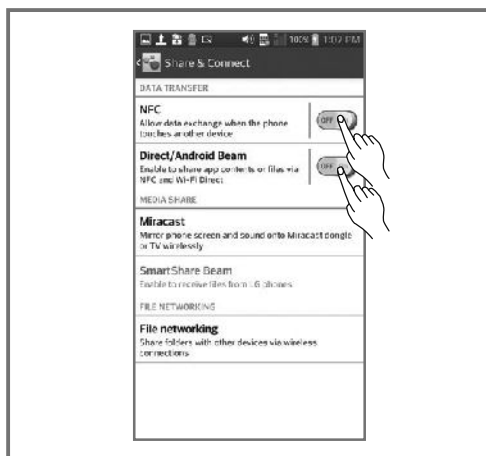 100% 1:02 PM
Share & Connect
DATA TRANSFER
NFC
Allow data exchange when the phone
touches another device
OFF
Direct/Android Beam
Enable to share app contents or files via
NFC and Wi-Fi Direct
OFF
MEDIA SHARE
Miracast
Mirror phone screen and sound onto Miracast dongle
or TV wirelessly
SmartShare Beam
Enable to receive files from LG phones
FILE NETWORKING
File networking
Share folders with other devices via wireless
connections